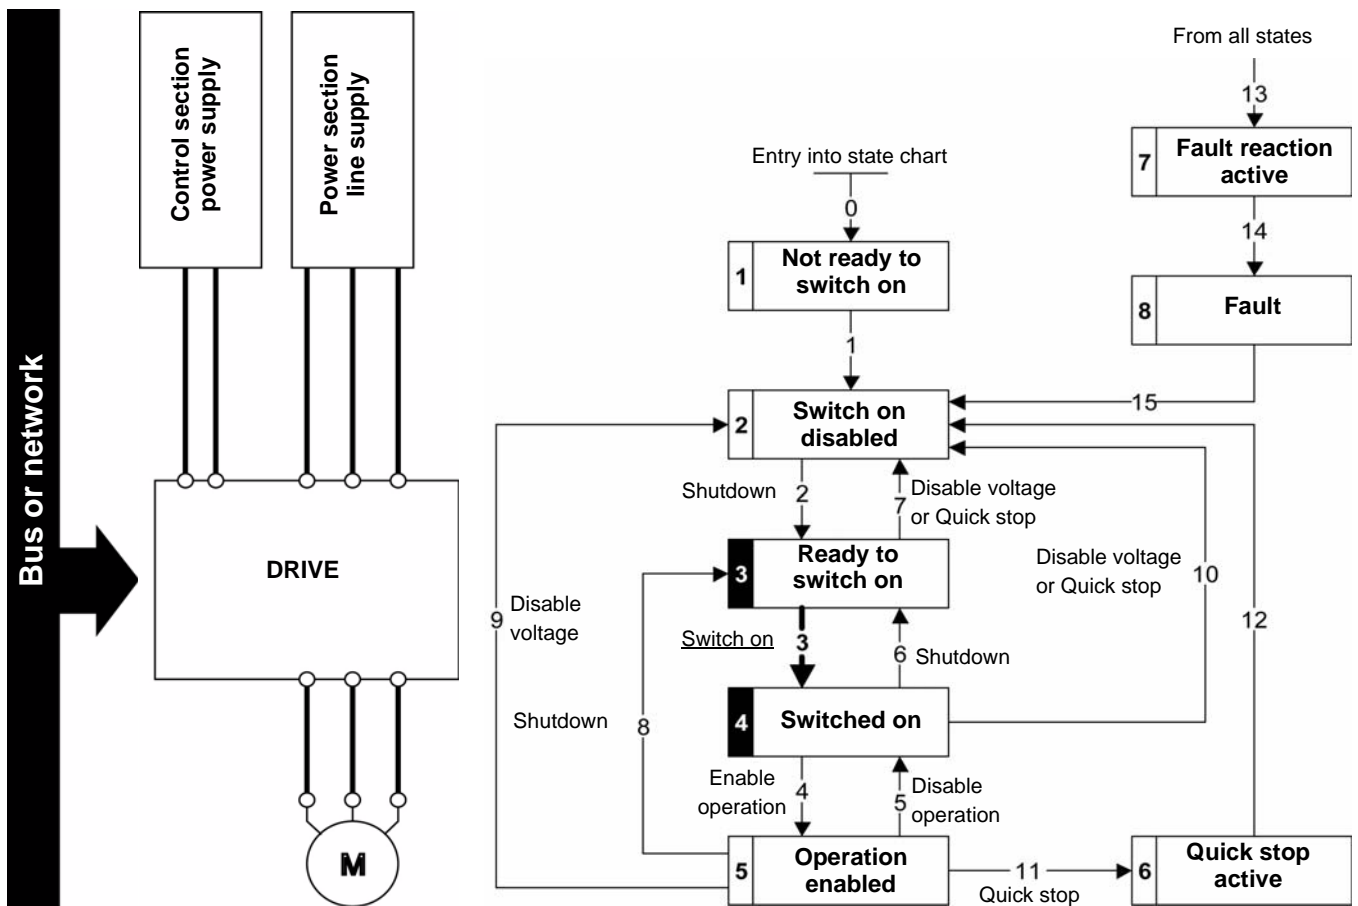 Bus or network
Control section
power supply
Power section
line supply
DRIVE
M
From all states
13
7
Fault reaction
active
14
8
Fault
15
Entry into state chart
0
1
Not ready to
switch on
1
2
Switch on
disabled
Shutdown
2
7
Disable voltage
or Quick stop
3
Ready to
switch on
Disable voltage
or Quick stop
10
12
9
Disable
voltage
Switch on
3
6
Shutdown
Shutdown
8
4
Switched on
Enable
operation
4
5
Disable
operation
5
Operation
enabled
11
Quick stop
6
Quick stop
active